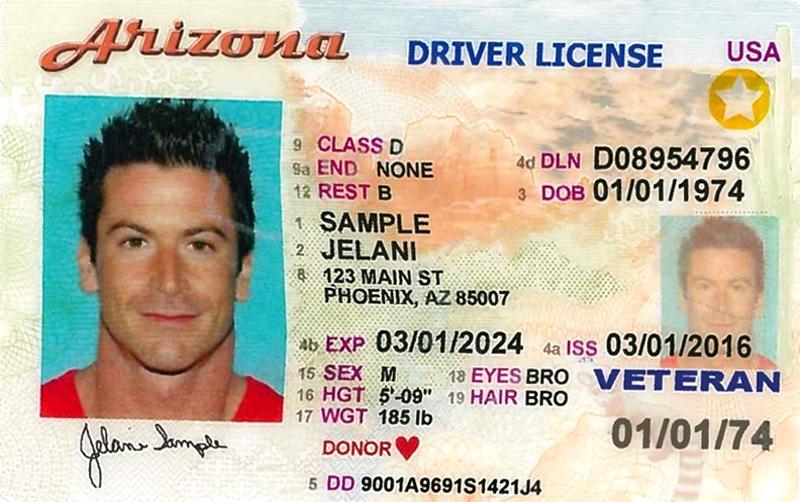 Arizona DRIVER LICENSE USA
9 CLASS D
9a END NONE 4d DLN D08954796
12 REST B 3 DOB 01/01/1974
1 SAMPLE
2 JELANI
8 123 MAIN ST
PHOENIX, AZ 85007
4b EXP 03/01/2024 4a ISS 03/01/2016
15 SEX M 18 EYES BRO VETERAN
16 HGT 5'-09" 19 HAIR BRO
17 WGT 185 lb 01/01/74
Jelani Sample
DONOR
5 DD 9001A9691S1421J4